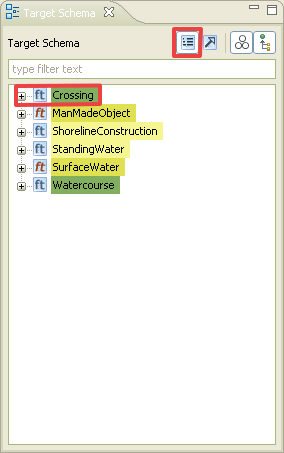 Target Schema
Target Schema
type filter text
ft Crossing
ft ManMadeObject
ft ShorelineConstruction
ft StandingWater
ft SurfaceWater
ft Watercourse